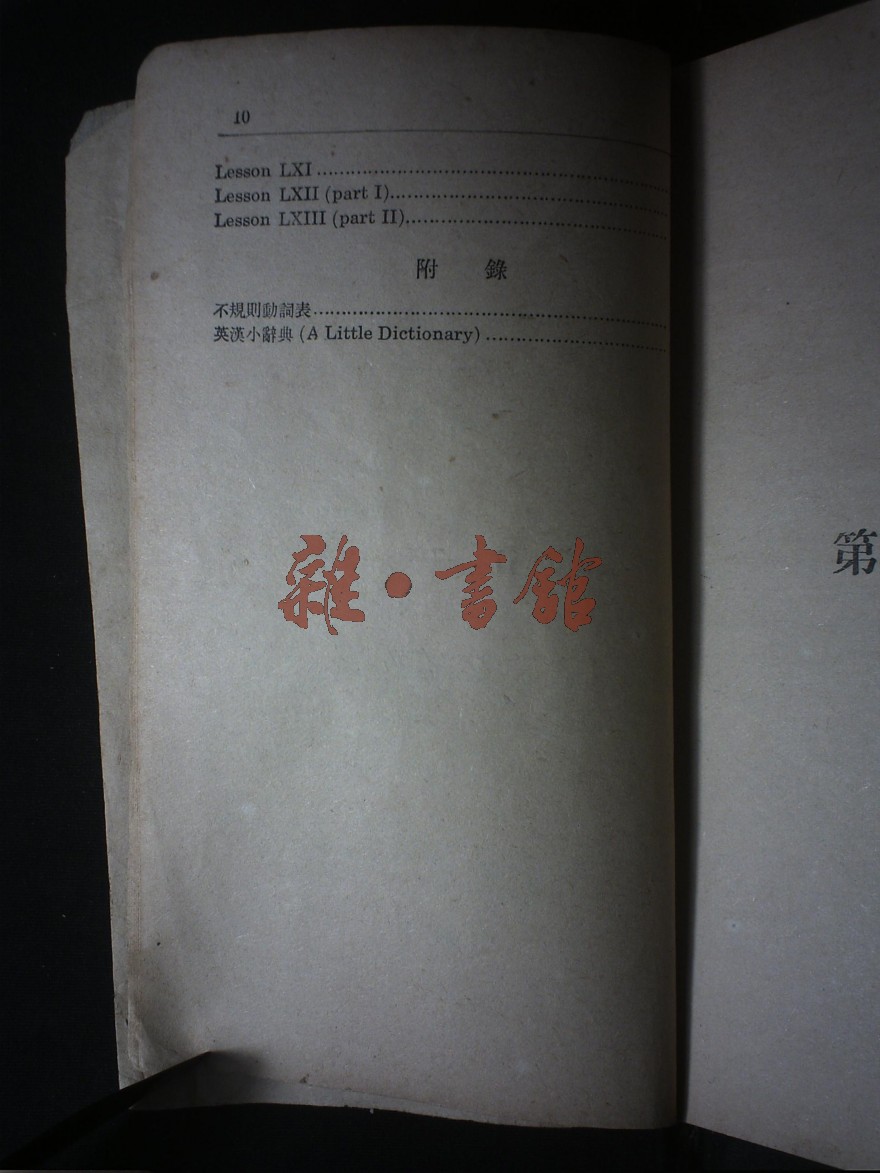 10
Lesson LXI
Lesson LXII (part I)
Lesson LXIII (part II)
附 錄
不規則動詞表
英漢小辭典 (A Little Dictionary)
雜·書館
第